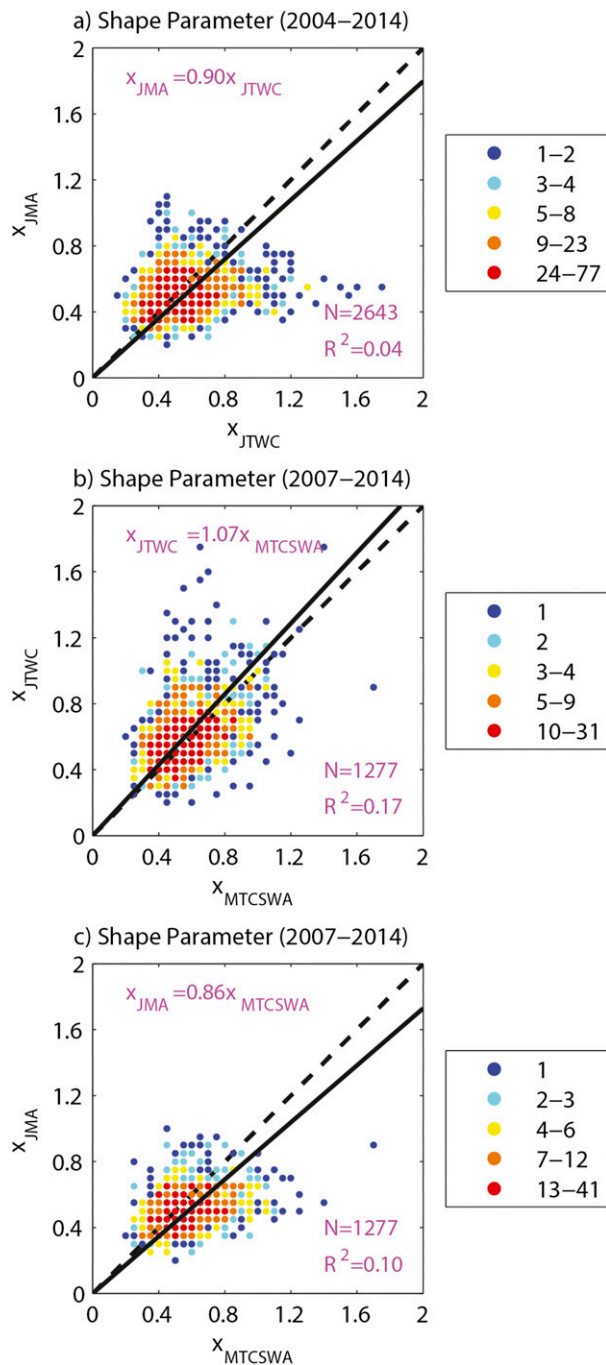 a) Shape Parameter (2004−2014)
2
1.6
1.2
0.8
0.4
0
x_JMA
x_JMA =0.90x_JTWC
N=2643
R^2=0.04
0 0.4 0.8 1.2 1.6 2
x_JTWC
1−2
3−4
5−8
9−23
24−77
b) Shape Parameter (2007−2014)
2
1.6
1.2
0.8
0.4
0
x_JTWC
x_JTWC =1.07x_MTCSWA
N=1277
R^2=0.17
0 0.4 0.8 1.2 1.6 2
x_MTCSWA
1
2
3−4
5−9
10−31
c) Shape Parameter (2007−2014)
2
1.6
1.2
0.8
0.4
0
x_JMA
x_JMA =0.86x_MTCSWA
N=1277
R^2=0.10
0 0.4 0.8 1.2 1.6 2
x_MTCSWA
1
2−3
4−6
7−12
13−41